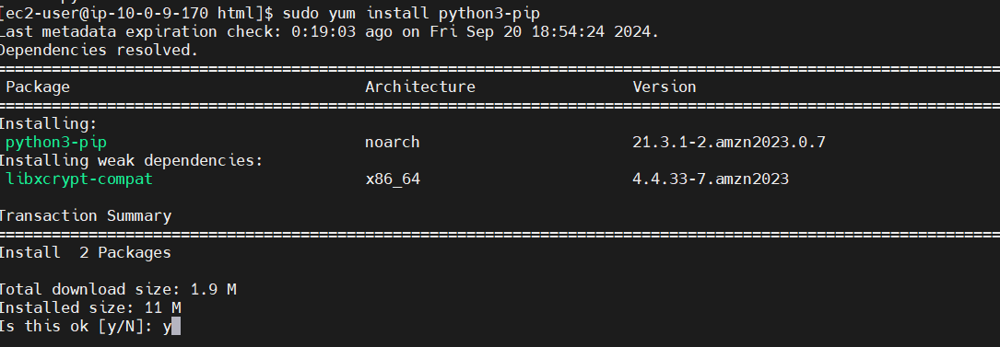 [ec2-user@ip-10-0-9-170 html]$ sudo yum install python3-pip
Last metadata expiration check: 0:19:03 ago on Fri Sep 20 18:54:24 2024.
Dependencies resolved.
================================================================================
Package Architecture Version
================================================================================
Installing:
python3-pip noarch 21.3.1-2.amzn2023.0.7
Installing weak dependencies:
libxcrypt-compat x86_64 4.4.33-7.amzn2023
Transaction Summary
================================================================================
Install  2 Packages
Total download size: 1.9 M
Installed size: 11 M
Is this ok [y/N]: y